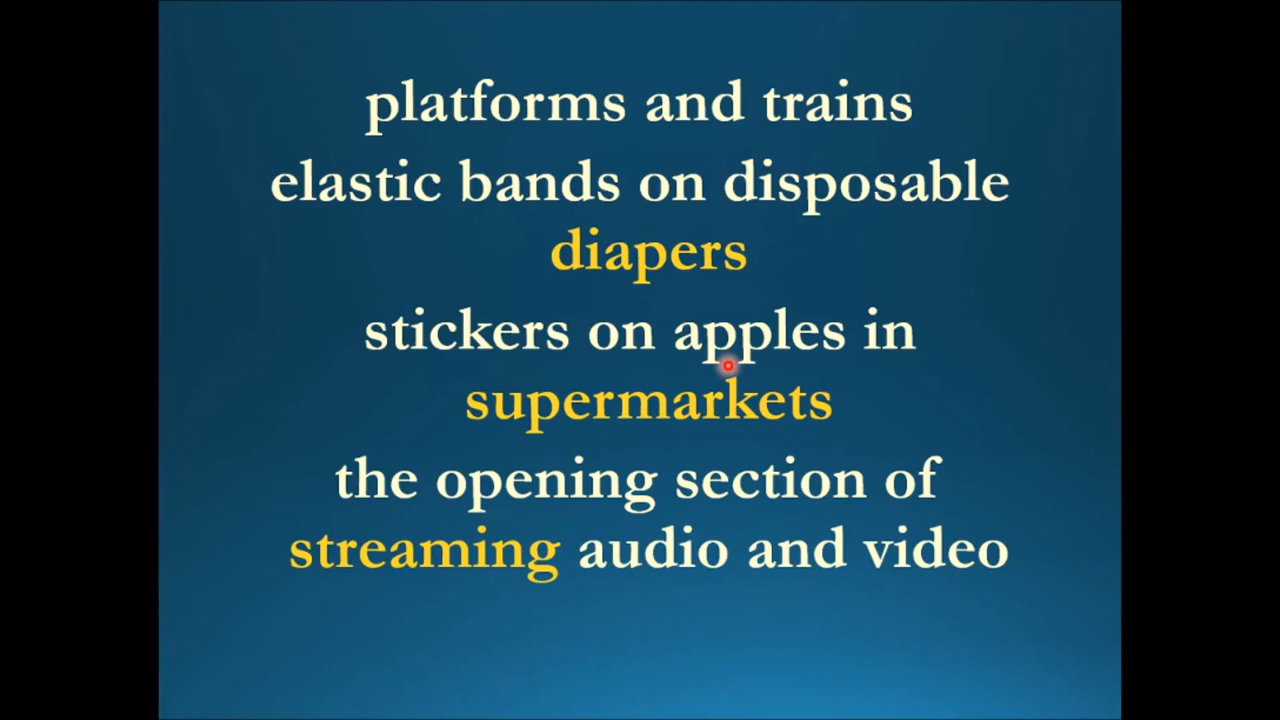 platforms and trains
elastic bands on disposable
diapers
stickers on apples in
supermarkets
the opening section of
streaming audio and video